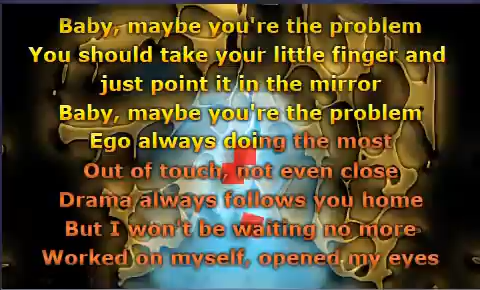 Baby, maybe you're the problem
You should take your little finger and
just point it in the mirror
Baby, maybe you're the problem
Ego always doing the most
Out of touch, not even close
Drama always follows you home
But I won't be waiting no more
Worked on myself, opened my eyes